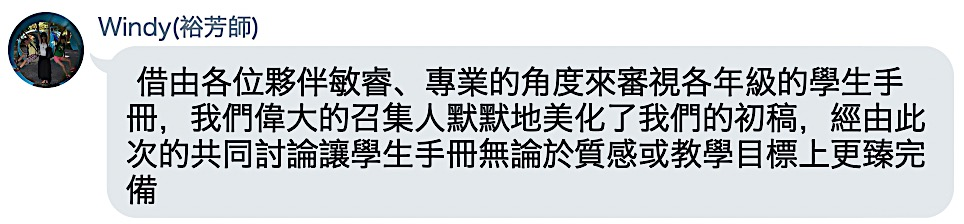 Windy(裕芳師)
借由各位夥伴敏睿、專業的角度來審視各年級的學生手
冊，我們偉大的召集人默默地美化了我們的初稿，經由此
次的共同討論讓學生手冊無論於質感或教學目標上更臻完
備